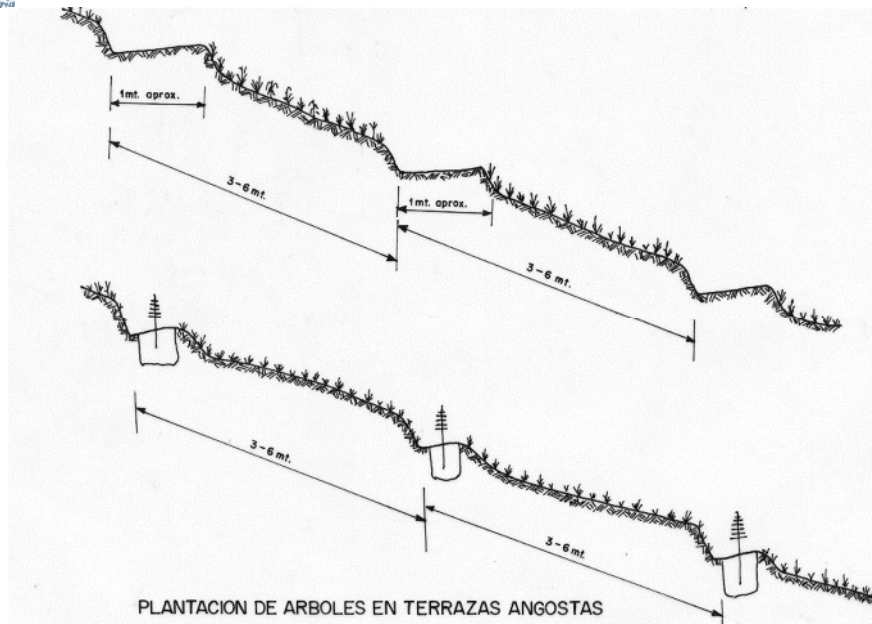 1mt. aprox.
3-6 mt.
1mt. aprox.
3-6 mt.
3-6 mt.
3-6 mt.
PLANTACION DE ARBOLES EN TERRAZAS ANGOSTAS